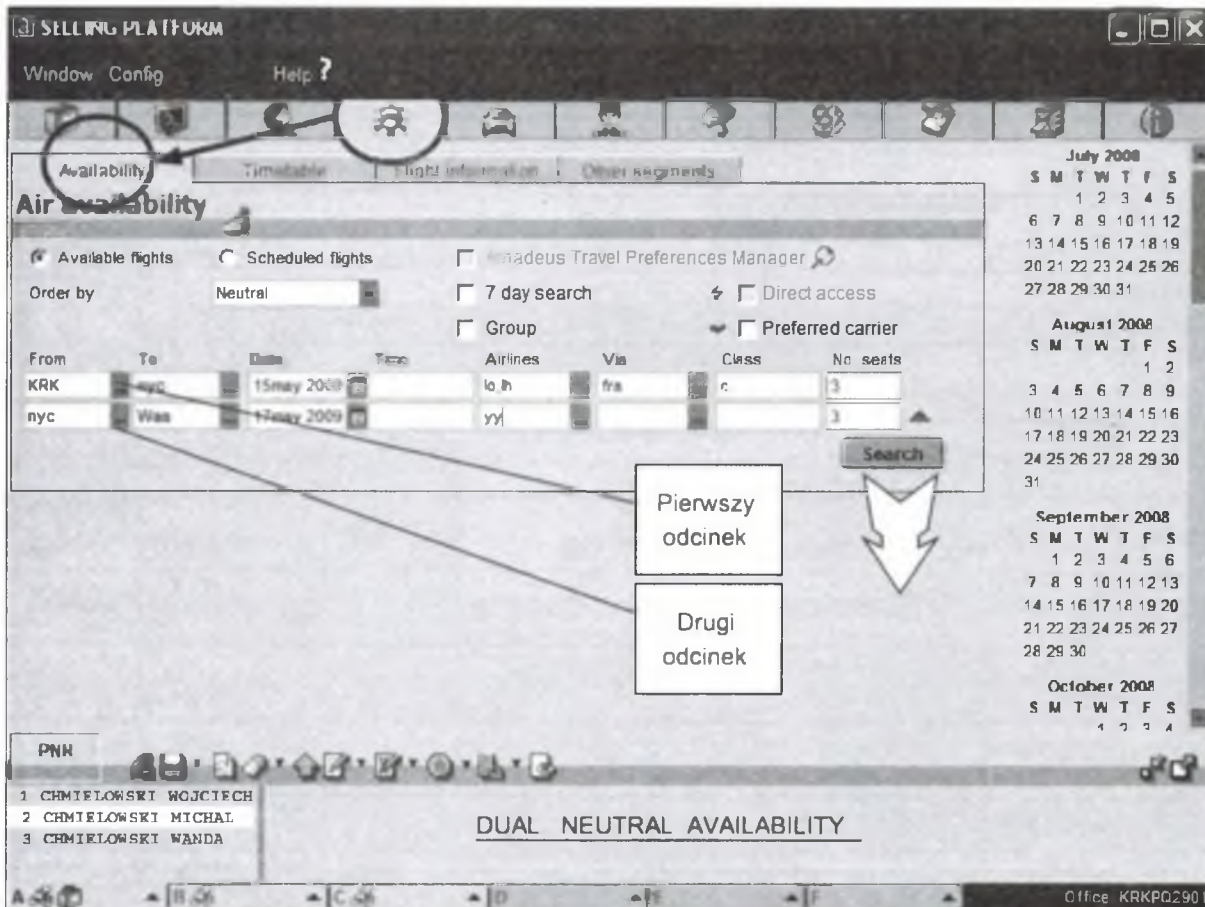 SELLING PLATFORM
Window Config Help ?
Availability Timetable Flight information Other segments
Air availability
Available flights Scheduled flights Amadeus Travel Preferences Manager
Order by Neutral 7 day search Direct access
Group Preferred carrier
From To Date Time Airlines Via Class No. seats
KRK nyc 15may 2009 lo,lh fra c 3
nyc Was 17may 2009 yy 3
Search
Pierwszy
odcinek
Drugi
odcinek
July 2008
S M T W T F S
1 2 3 4 5
6 7 8 9 10 11 12
13 14 15 16 17 18 19
20 21 22 23 24 25 26
27 28 29 30 31
August 2008
S M T W T F S
1 2
3 4 5 6 7 8 9
10 11 12 13 14 15 16
17 18 19 20 21 22 23
24 25 26 27 28 29 30
31
September 2008
S M T W T F S
1 2 3 4 5 6
7 8 9 10 11 12 13
14 15 16 17 18 19 20
21 22 23 24 25 26 27
28 29 30
October 2008
S M T W T F S
1 2 3 4
PNR
1 CHMIELOWSKI WOJCIECH
2 CHMIELOWSKI MICHAL
3 CHMIELOWSKI WANDA
DUAL NEUTRAL AVAILABILITY
A B C D E F Office KRKPQ2901